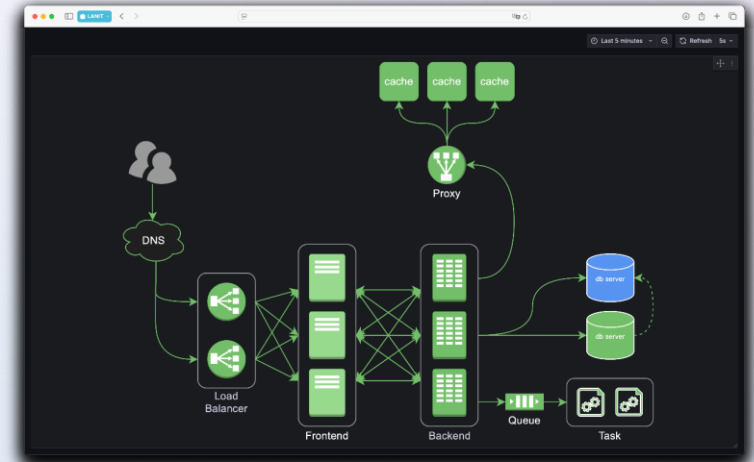 LANIT
Last 5 minutes
Refresh 5s
cache cache cache
Proxy
DNS
db server
db server
Load
Balancer
Frontend
Backend
Queue
Task